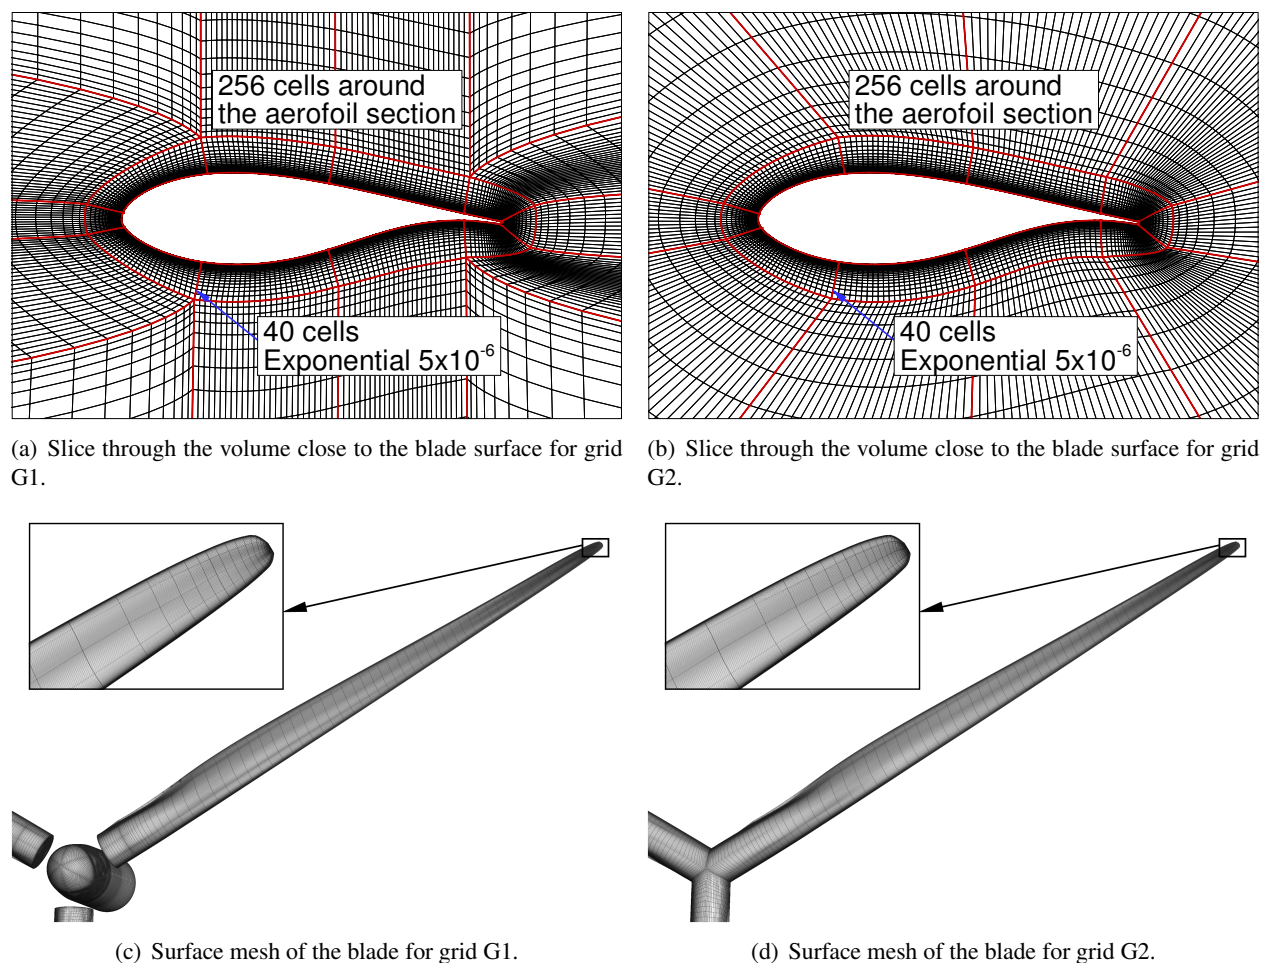 256 cells around
the aerofoil section
40 cells
Exponential 5x10-6
256 cells around
the aerofoil section
40 cells
Exponential 5x10-6
(a) Slice through the volume close to the blade surface for grid
G1.
(b) Slice through the volume close to the blade surface for grid
G2.
(c) Surface mesh of the blade for grid G1.
(d) Surface mesh of the blade for grid G2.